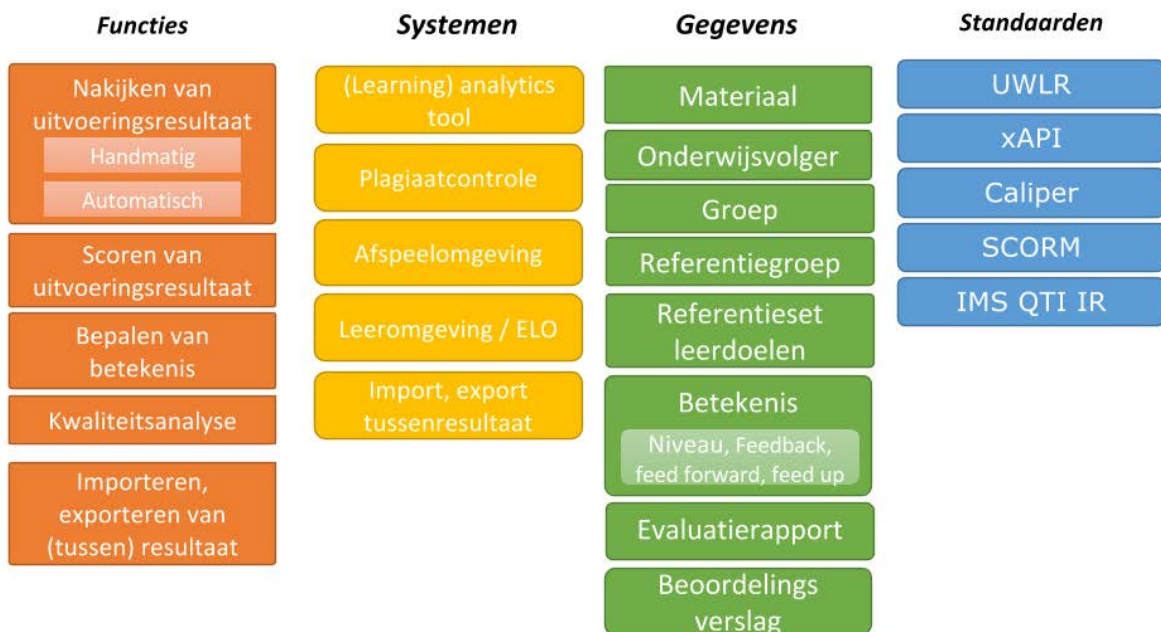 Functies
Nakijken van
uitvoeringsresultaat
Handmatig
Automatisch
Scoren van
uitvoeringsresultaat
Bepalen van
betekenis
Kwaliteitsanalyse
Importeren,
exporteren van
(tussen) resultaat
Systemen
(Learning) analytics
tool
Plagiaatcontrole
Afspeelomgeving
Leeromgeving / ELO
Import, export
tussenresultaat
Gegevens
Materiaal
Onderwijsvolger
Groep
Referentiegroep
Referentieset
leerdoelen
Betekenis
Niveau, Feedback,
feed forward, feed up
Evaluatierapport
Beoordelings
verslag
Standaarden
UWLR
xAPI
Caliper
SCORM
IMS QTI IR